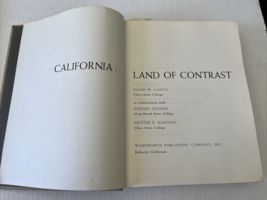 CALIFORNIA
LAND OF CONTRAST
DAVID W. LANTIS
Chico State College
in collaboration with
RODNEY STEINER
Long Beach State College
ARTHUR E. KARINEN
Chico State College
WADSWORTH PUBLISHING COMPANY, INC.
Belmont, California